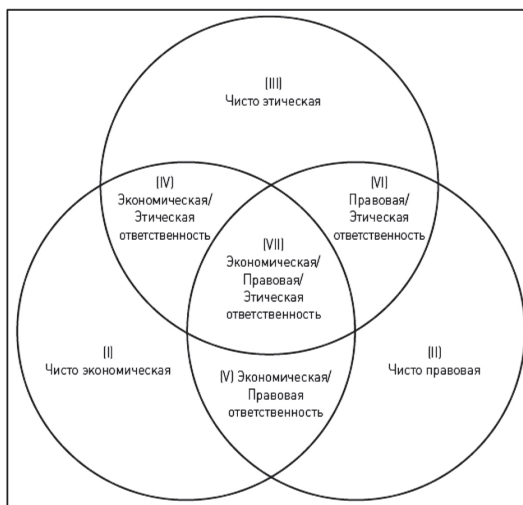 (III)
Чисто этическая
(IV)
Экономическая/
Этическая
ответственность
(VI)
Правовая/
Этическая
ответственность
(VII)
Экономическая/
Правовая/
Этическая
ответственность
(I)
Чисто экономическая
(II)
Чисто правовая
(V) Экономическая/
Правовая
ответственность